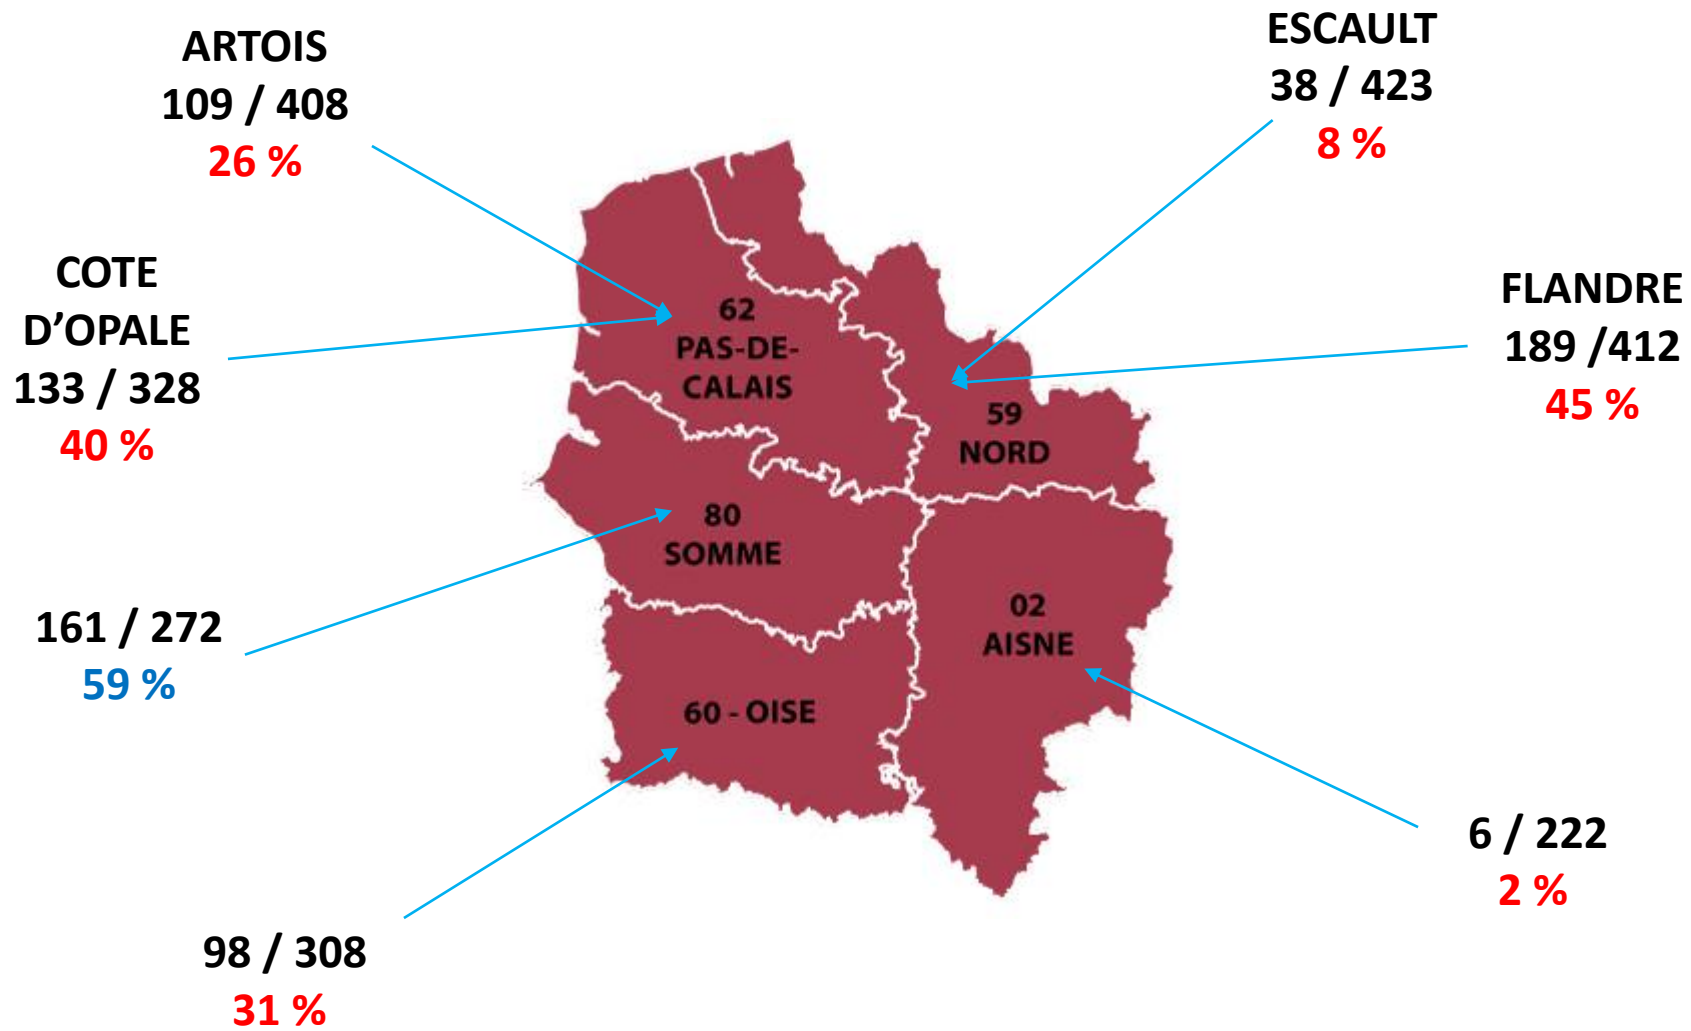 ARTOIS
109 / 408
26 %
ESCAULT
38 / 423
8 %
COTE
D’OPALE
133 / 328
40 %
FLANDRE
189 /412
45 %
62
PAS-DE-
CALAIS
59
NORD
80
SOMME
02
AISNE
60 - OISE
161 / 272
59 %
6 / 222
2 %
98 / 308
31 %